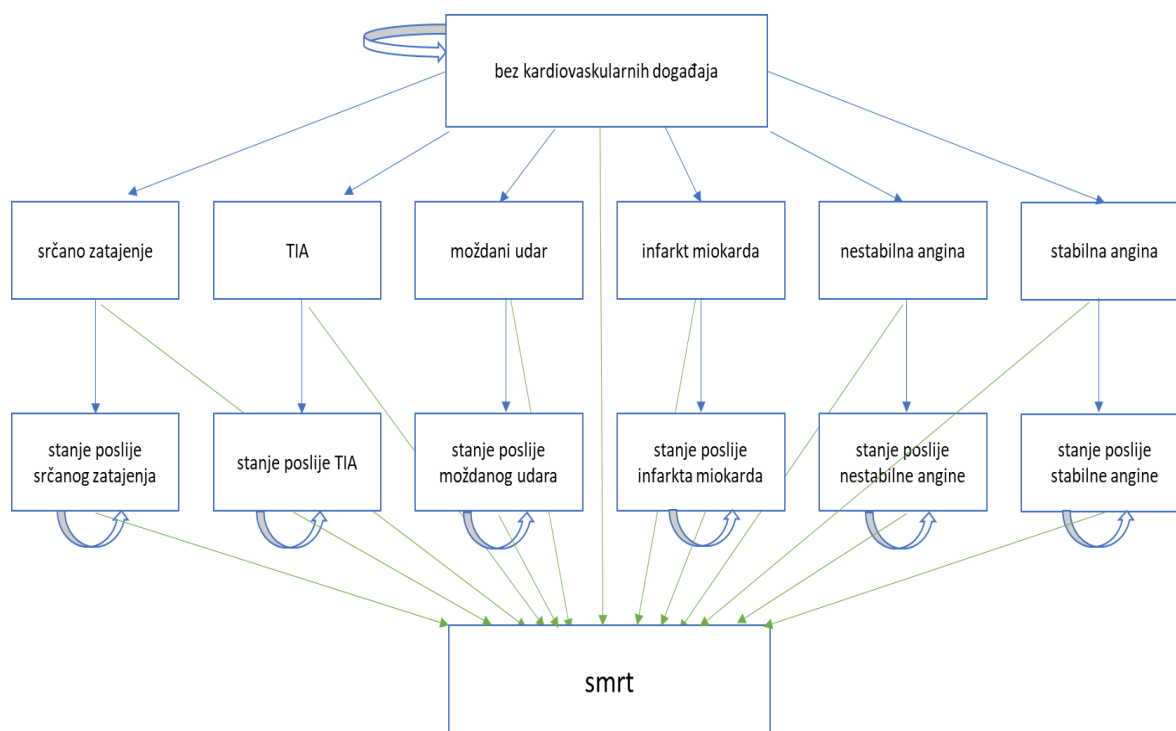 bez kardiovaskularnih događaja
srčano zatajenje
TIA
moždani udar
infarkt miokarda
nestabilna angina
stabilna angina
stanje poslije
srčanog zatajenja
stanje poslije TIA
stanje poslije
moždanog udara
stanje poslije
infarkta miokarda
stanje poslije
nestabilne angine
stanje poslije
stabilne angine
smrt